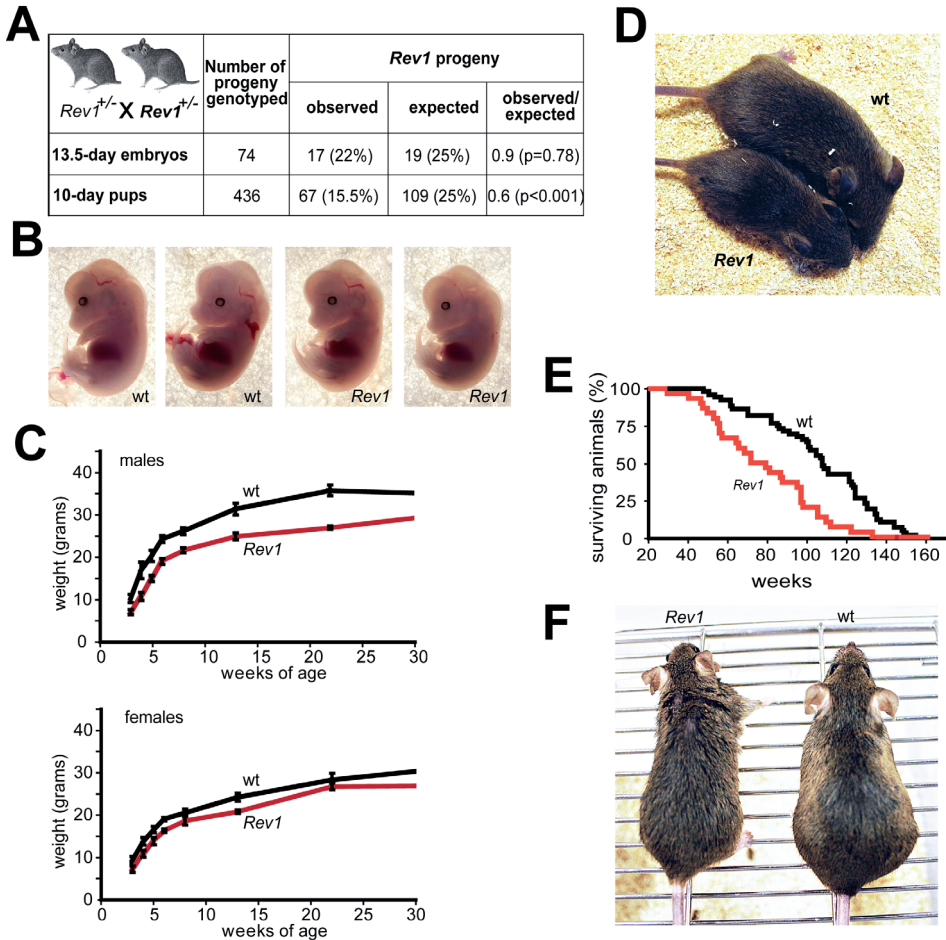 A
Rev1+/- X Rev1+/-
Number of progeny genotyped
Rev1 progeny
observed
expected
observed/expected
13.5-day embryos
74
17 (22%)
19 (25%)
0.9 (p=0.78)
10-day pups
436
67 (15.5%)
109 (25%)
0.6 (p<0.001)
B
wt
wt
Rev1
Rev1
C
males
weight (grams)
40
30
20
10
0
wt
Rev1
0
5
10
15
20
25
30
weeks of age
females
weight (grams)
40
30
20
10
0
wt
Rev1
0
5
10
15
20
25
30
weeks of age
D
wt
Rev1
E
surviving animals (%)
100
75
50
25
0
wt
Rev1
20
40
60
80
100
120
140
160
weeks
F
Rev1
wt